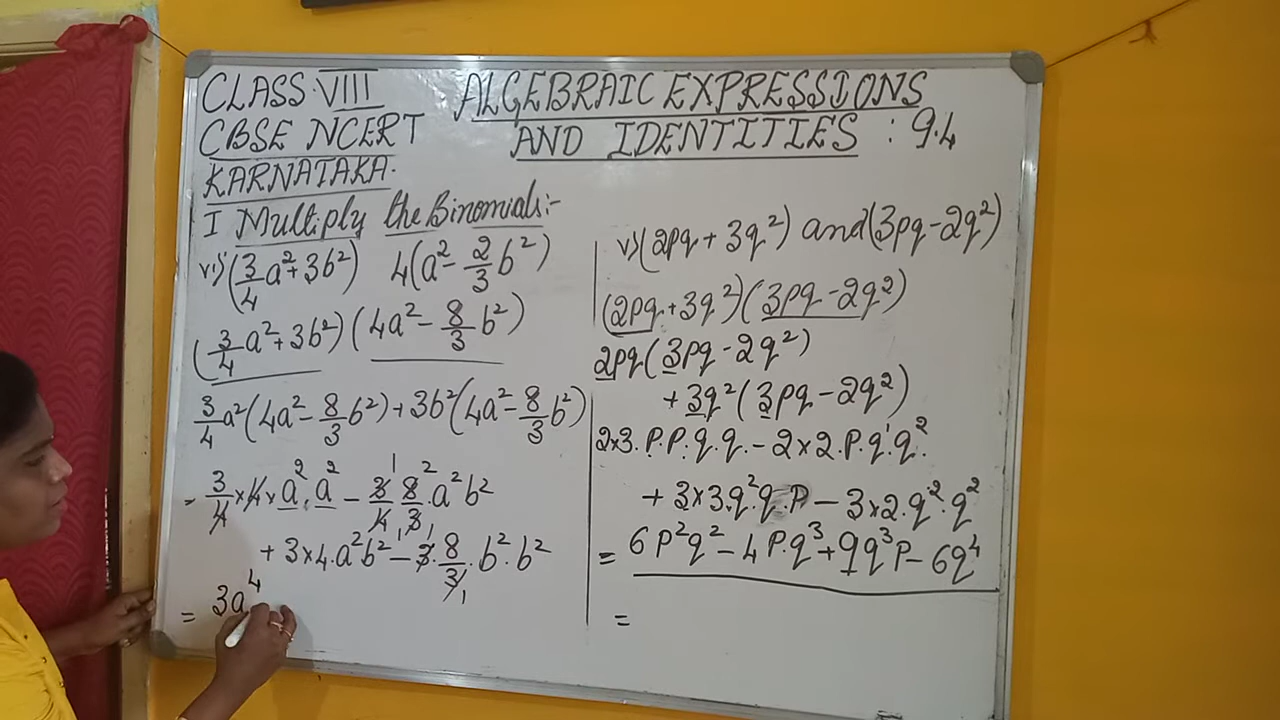 CLASS VIII ALGEBRAIC EXPRESSIONS
CBSE NCERT AND IDENTITIES : 9.4
KARNATAKA.
I Multiply the Binomials:-
vi) (3/4 a² + 3b²) 4(a² - 2/3 b²)
(3/4 a² + 3b²) (4a² - 8/3 b²)
3/4 a² (4a² - 8/3 b²) + 3b² (4a² - 8/3 b²)
= 3/4 × 4 × a² . a² - 3/4 8/3 . a² b²
+ 3 × 4 . a² b² - 3 . 8/3 . b² . b²
= 3a⁴
v) (2pq + 3q²) and (3pq - 2q²)
(2pq + 3q²) (3pq - 2q²)
2pq (3pq - 2q²)
+ 3q² (3pq - 2q²)
2×3 . P . P . q . q . - 2×2 . P . q¹ . q² .
+ 3×3 . q² . q . P - 3×2 . q² . q²
= 6P²q² - 4P . q³ + 9q³P - 6q⁴
=